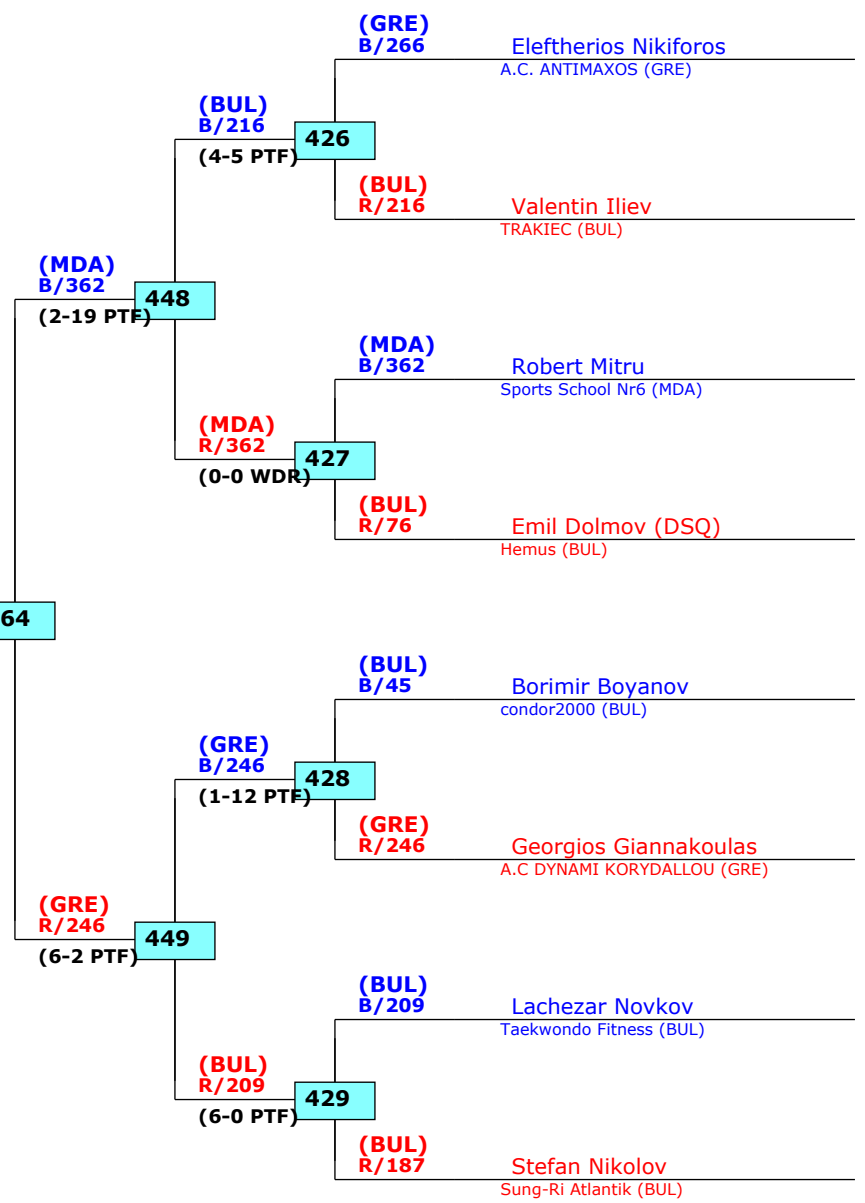 (GRE)
B/266
Eleftherios Nikiforos
A.C. ANTIMAXOS (GRE)
(BUL)
B/216
426
(4-5 PTF)
(BUL)
R/216
Valentin Iliev
TRAKIEC (BUL)
(MDA)
B/362
448
(2-19 PTF)
(MDA)
B/362
Robert Mitru
Sports School Nr6 (MDA)
(MDA)
R/362
427
(0-0 WDR)
(BUL)
R/76
Emil Dolmov (DSQ)
Hemus (BUL)
64
(BUL)
B/45
Borimir Boyanov
condor2000 (BUL)
(GRE)
B/246
428
(1-12 PTF)
(GRE)
R/246
Georgios Giannakoulas
A.C DYNAMI KORYDALLOU (GRE)
(GRE)
R/246
449
(6-2 PTF)
(BUL)
B/209
Lachezar Novkov
Taekwondo Fitness (BUL)
(BUL)
R/209
429
(6-0 PTF)
(BUL)
R/187
Stefan Nikolov
Sung-Ri Atlantik (BUL)